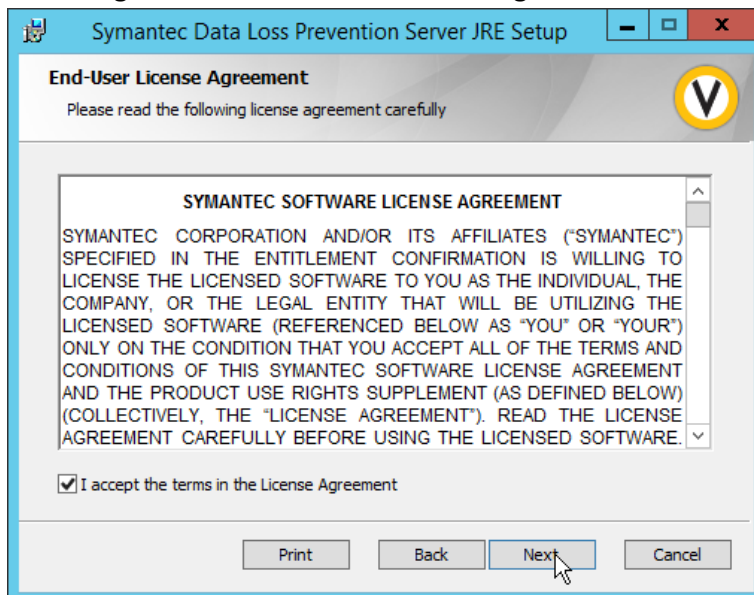 Symantec Data Loss Prevention Server JRE Setup
End-User License Agreement
Please read the following license agreement carefully
SYMANTEC SOFTWARE LICENSE AGREEMENT
SYMANTEC CORPORATION AND/OR ITS AFFILIATES (“SYMANTEC”)
SPECIFIED IN THE ENTITLEMENT CONFIRMATION IS WILLING TO
LICENSE THE LICENSED SOFTWARE TO YOU AS THE INDIVIDUAL, THE
COMPANY, OR THE LEGAL ENTITY THAT WILL BE UTILIZING THE
LICENSED SOFTWARE (REFERENCED BELOW AS “YOU” OR “YOUR”)
ONLY ON THE CONDITION THAT YOU ACCEPT ALL OF THE TERMS AND
CONDITIONS OF THIS SYMANTEC SOFTWARE LICENSE AGREEMENT
AND THE PRODUCT USE RIGHTS SUPPLEMENT (AS DEFINED BELOW)
(COLLECTIVELY, THE “LICENSE AGREEMENT”). READ THE LICENSE
AGREEMENT CAREFULLY BEFORE USING THE LICENSED SOFTWARE.
I accept the terms in the License Agreement
Print Back Next Cancel